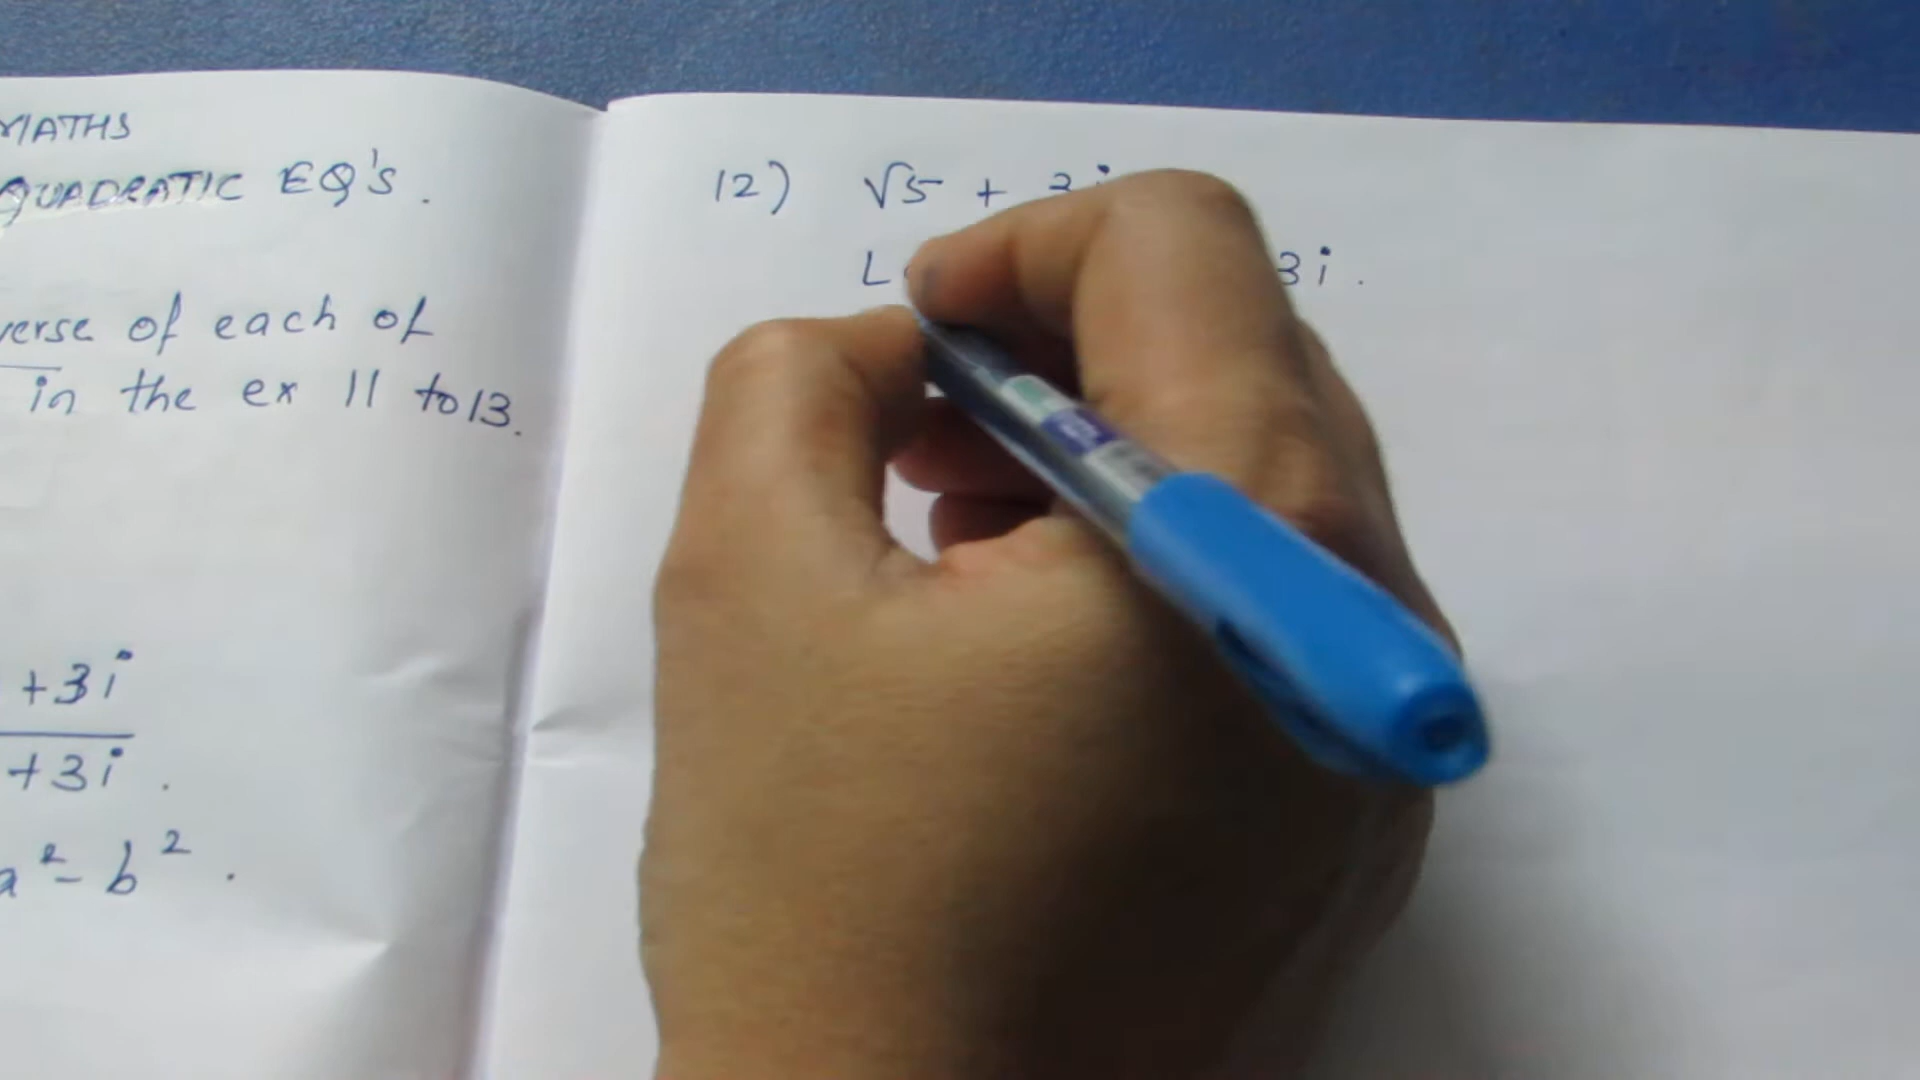 MATHS
QUADRATIC EQ'S.
verse of each of
in the ex 11 to 13.
+3i
+3i.
a² - b².
12) √5 + 3i
3i.